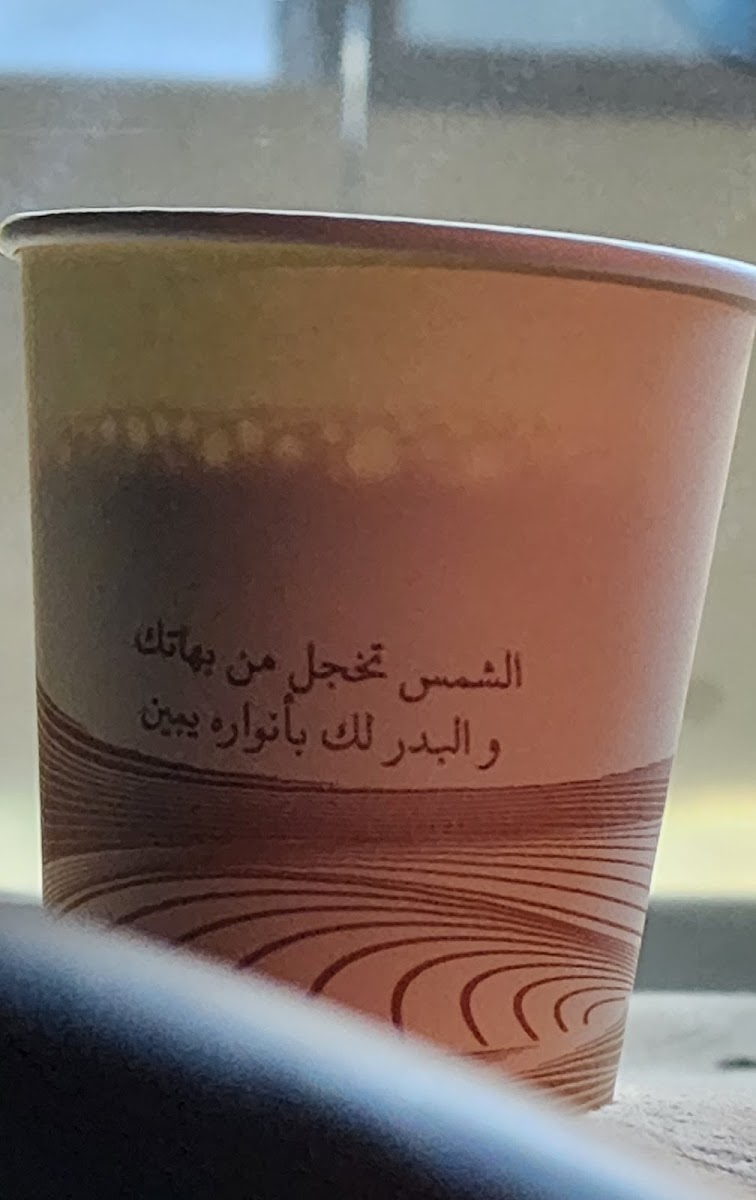 الشمس تخجل من بهاتك
و البدر لك بأنواره يبين